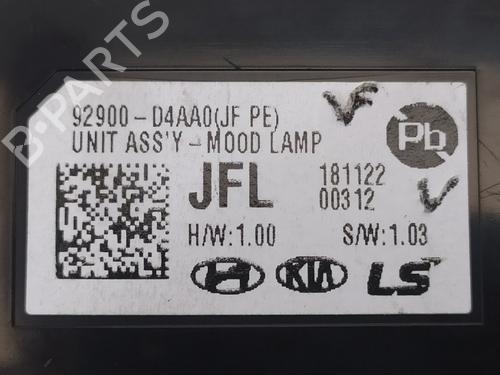 B-PARTS
92900-D4AA0(JF PE)
UNIT ASS'Y-MOOD LAMP
VF
Pb
JFL
181122
00312
V
H/W:1.00
S/W:1.03
KIA
LS